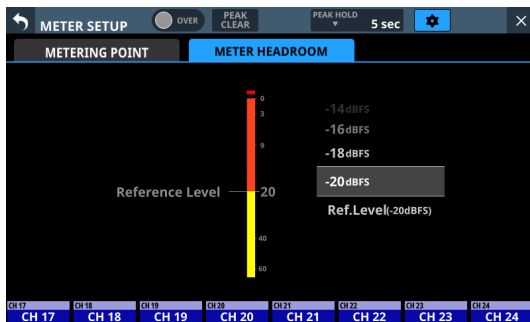 METER SETUP OVER PEAK CLEAR PEAK HOLD 5 sec
METERING POINT METER HEADROOM
0
3
9
Reference Level 20
40
60
-14dBFS
-16dBFS
-18dBFS
-20dBFS
Ref.Level(-20dBFS)
CH 17 CH 18 CH 19 CH 20 CH 21 CH 22 CH 23 CH 24
CH 17 CH 18 CH 19 CH 20 CH 21 CH 22 CH 23 CH 24